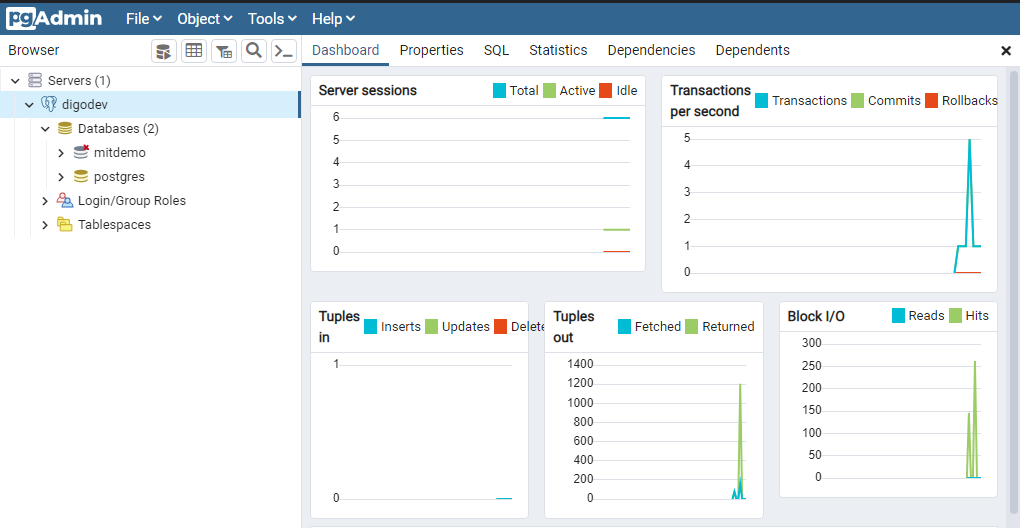 pgAdmin File Object Tools Help
Browser
Dashboard Properties SQL Statistics Dependencies Dependents
Servers (1)
digodev
Databases (2)
mitdemo
postgres
Login/Group Roles
Tablespaces
Server sessions Total Active Idle
6
5
4
3
2
1
0
Transactions per second Transactions Commits Rollbacks
5
4
3
2
1
0
Tuples in Inserts Updates Delete
1
0
Tuples out Fetched Returned
1400
1200
1000
800
600
400
200
0
Block I/O Reads Hits
300
250
200
150
100
50
0